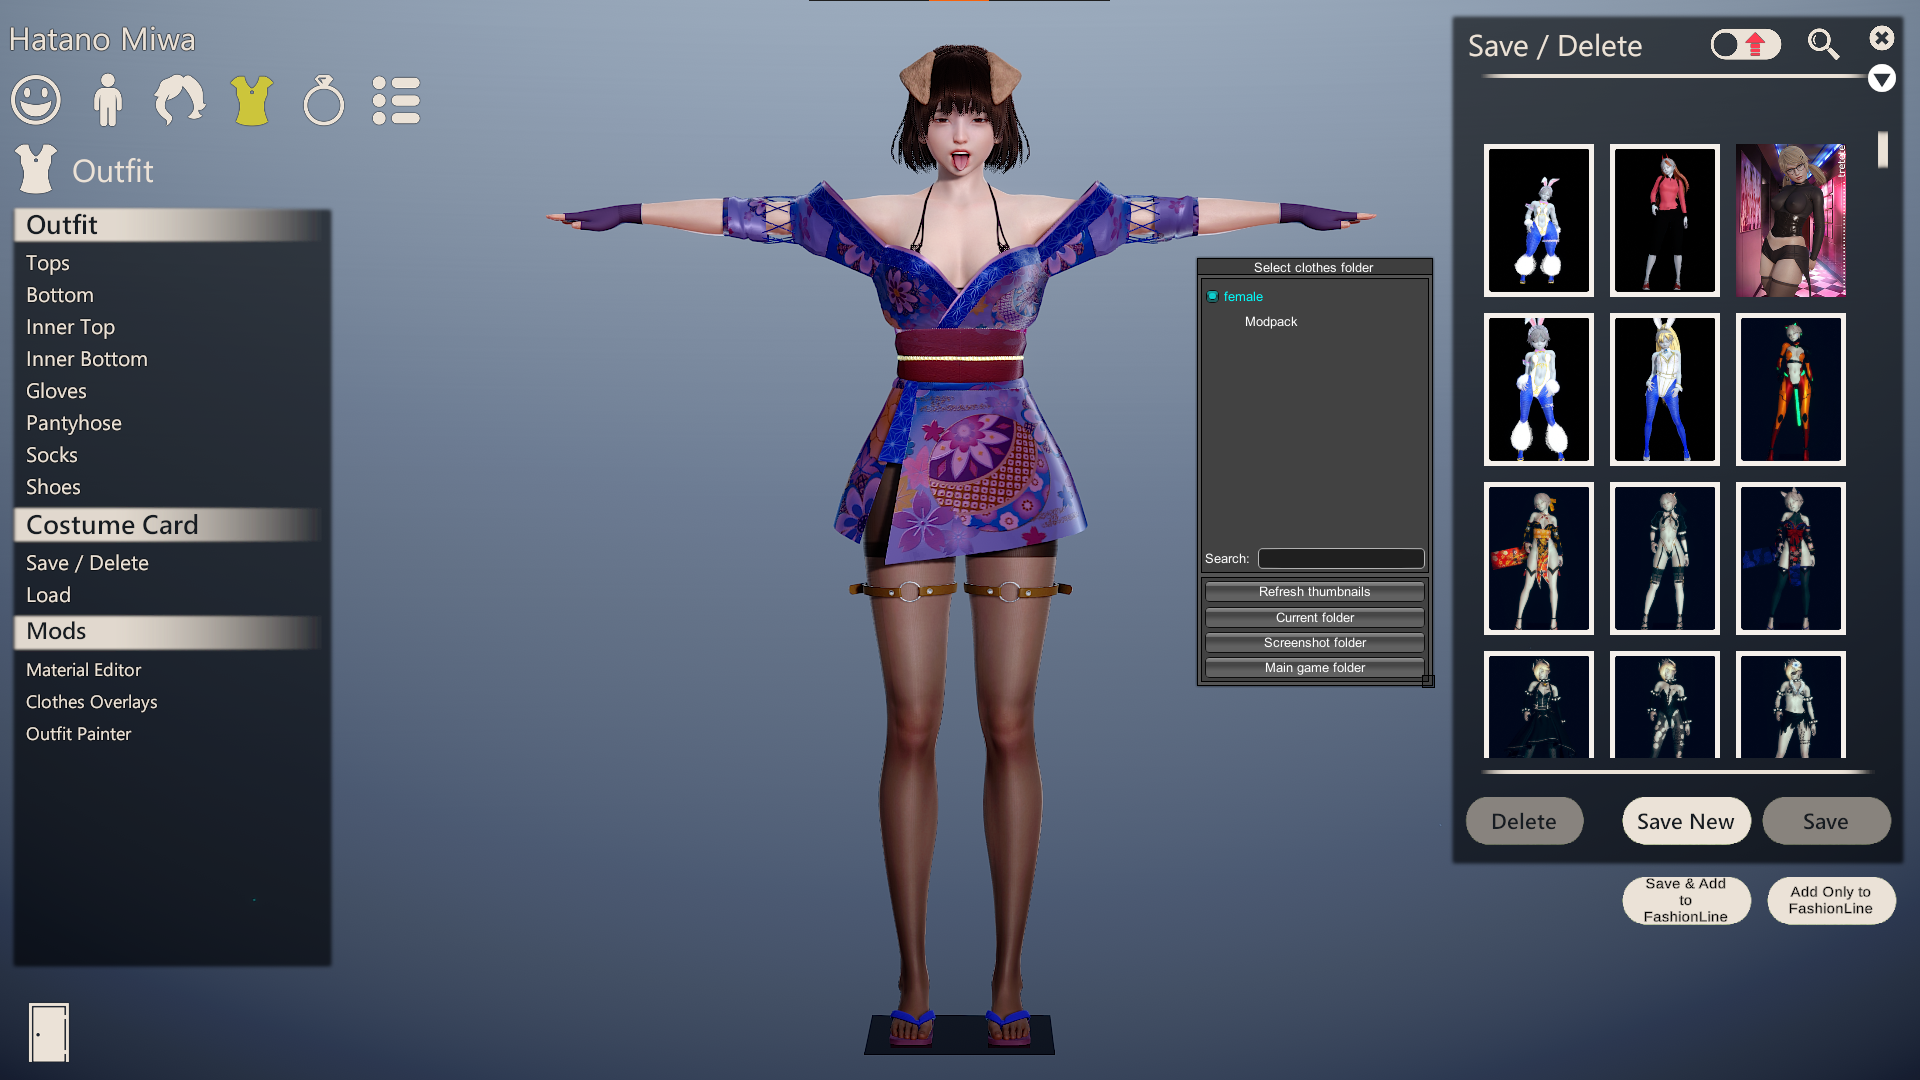 Hatano Miwa
Outfit
Outfit
Tops
Bottom
Inner Top
Inner Bottom
Gloves
Pantyhose
Socks
Shoes
Costume Card
Save / Delete
Load
Mods
Material Editor
Clothes Overlays
Outfit Painter
Select clothes folder
female
Modpack
Search:
Refresh thumbnails
Current folder
Screenshot folder
Main game folder
Save / Delete
Delete
Save New
Save
Save & Add
to
FashionLine
Add Only to
FashionLine